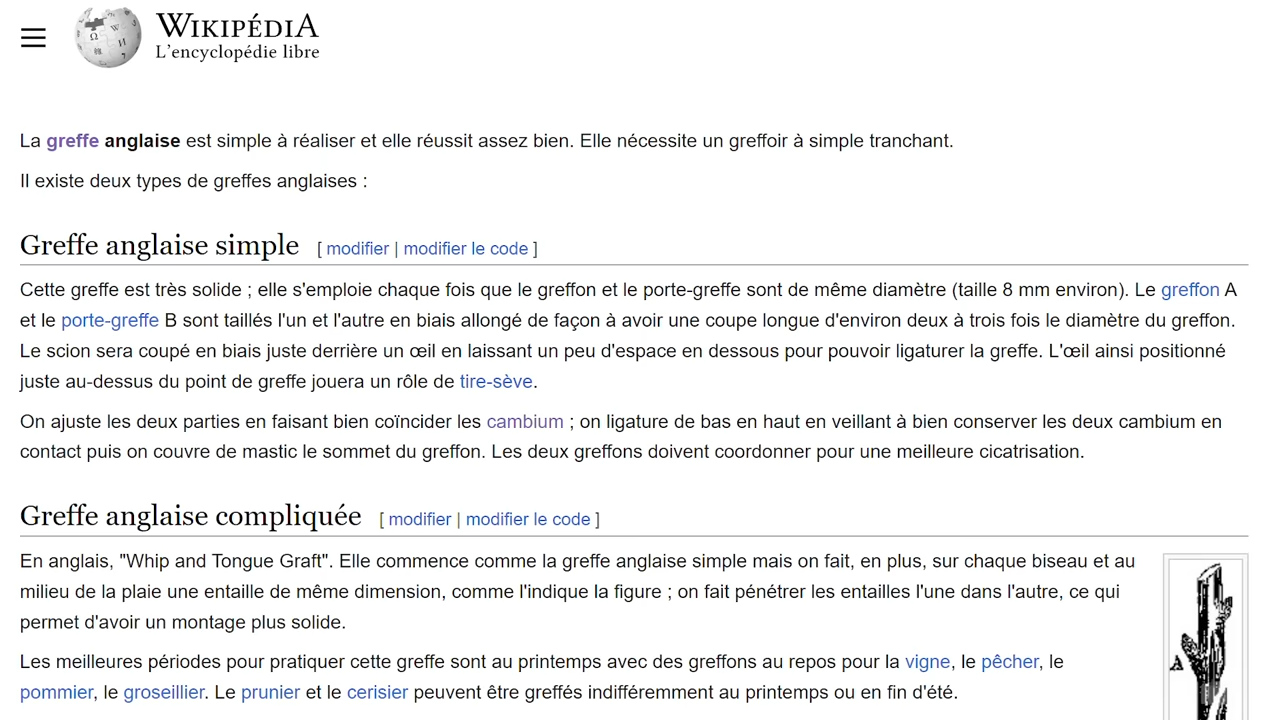 WIKIPÉDIA
L'encyclopédie libre
La greffe anglaise est simple à réaliser et elle réussit assez bien. Elle nécessite un greffoir à simple tranchant.
Il existe deux types de greffes anglaises :
Greffe anglaise simple [ modifier | modifier le code ]
Cette greffe est très solide ; elle s'emploie chaque fois que le greffon et le porte-greffe sont de même diamètre (taille 8 mm environ). Le greffon A
et le porte-greffe B sont taillés l'un et l'autre en biais allongé de façon à avoir une coupe longue d'environ deux à trois fois le diamètre du greffon.
Le scion sera coupé en biais juste derrière un œil en laissant un peu d'espace en dessous pour pouvoir ligaturer la greffe. L'œil ainsi positionné
juste au-dessus du point de greffe jouera un rôle de tire-sève.
On ajuste les deux parties en faisant bien coïncider les cambium ; on ligature de bas en haut en veillant à bien conserver les deux cambium en
contact puis on couvre de mastic le sommet du greffon. Les deux greffons doivent coordonner pour une meilleure cicatrisation.
Greffe anglaise compliquée [ modifier | modifier le code ]
En anglais, "Whip and Tongue Graft". Elle commence comme la greffe anglaise simple mais on fait, en plus, sur chaque biseau et au
milieu de la plaie une entaille de même dimension, comme l'indique la figure ; on fait pénétrer les entailles l'une dans l'autre, ce qui
permet d'avoir un montage plus solide.
Les meilleures périodes pour pratiquer cette greffe sont au printemps avec des greffons au repos pour la vigne, le pêcher, le
pommier, le groseillier. Le prunier et le cerisier peuvent être greffés indifféremment au printemps ou en fin d'été.
A